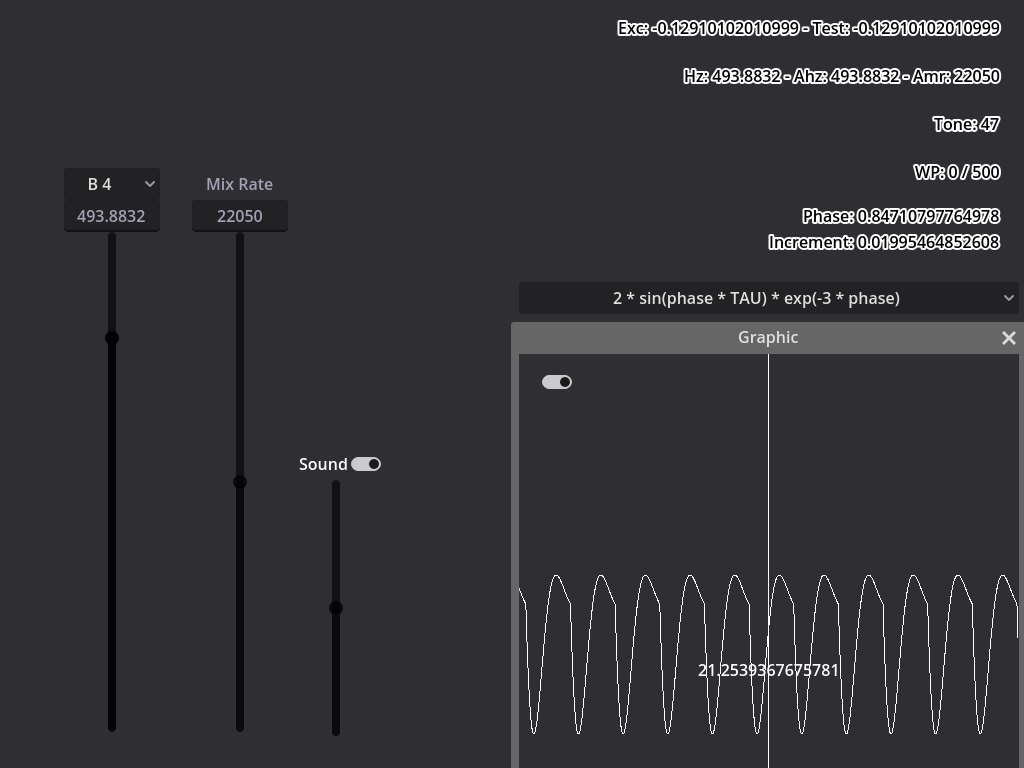 Exc: -0.12910102010999 - Test: -0.12910102010999
Hz: 493.8832 - Ahz: 493.8832 - Amr: 22050
Tone: 47
WP: 0 / 500
B 4
Mix Rate
493.8832
22050
Phase: 0.84710797764978
Increment: 0.01995464852608
2 * sin(phase * TAU) * exp(-3 * phase)
Graphic
Sound
21.2539367675781